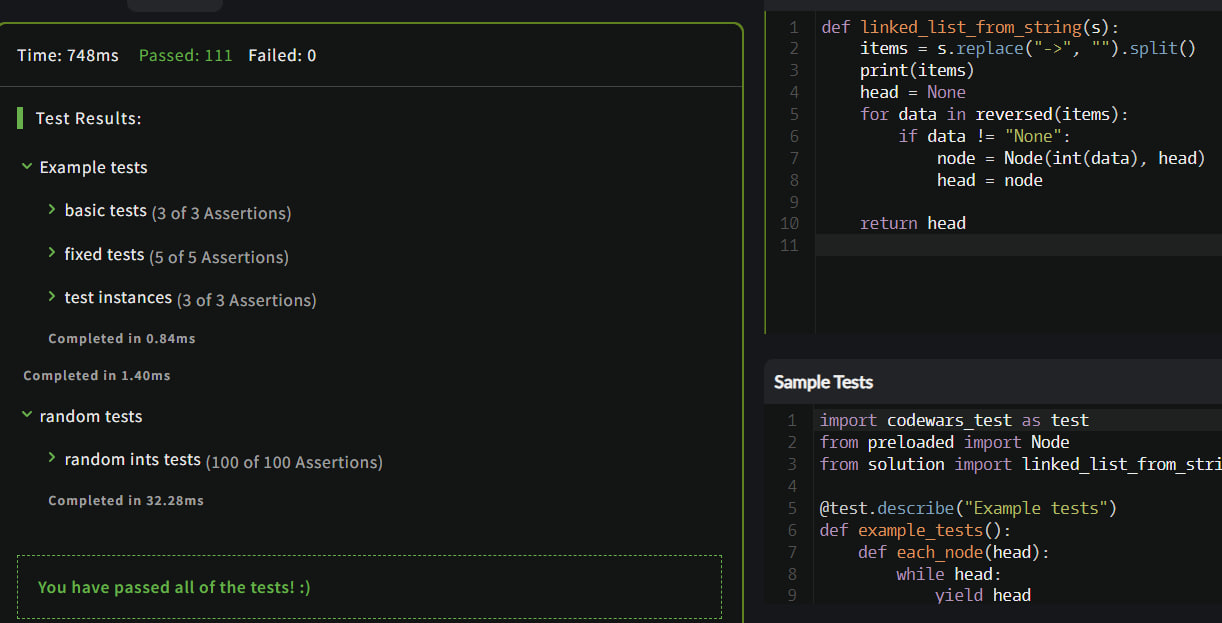 Time: 748ms Passed: 111 Failed: 0
Test Results:
Example tests
basic tests (3 of 3 Assertions)
fixed tests (5 of 5 Assertions)
test instances (3 of 3 Assertions)
Completed in 0.84ms
Completed in 1.40ms
random tests
random ints tests (100 of 100 Assertions)
Completed in 32.28ms
You have passed all of the tests! :)
1 def linked_list_from_string(s):
2     items = s.replace("->", "").split()
3     print(items)
4     head = None
5     for data in reversed(items):
6         if data != "None":
7             node = Node(int(data), head)
8             head = node
9
10     return head
11
Sample Tests
1 import codewars_test as test
2 from preloaded import Node
3 from solution import linked_list_from_stri
4
5 @test.describe("Example tests")
6 def example_tests():
7     def each_node(head):
8         while head:
9             yield head